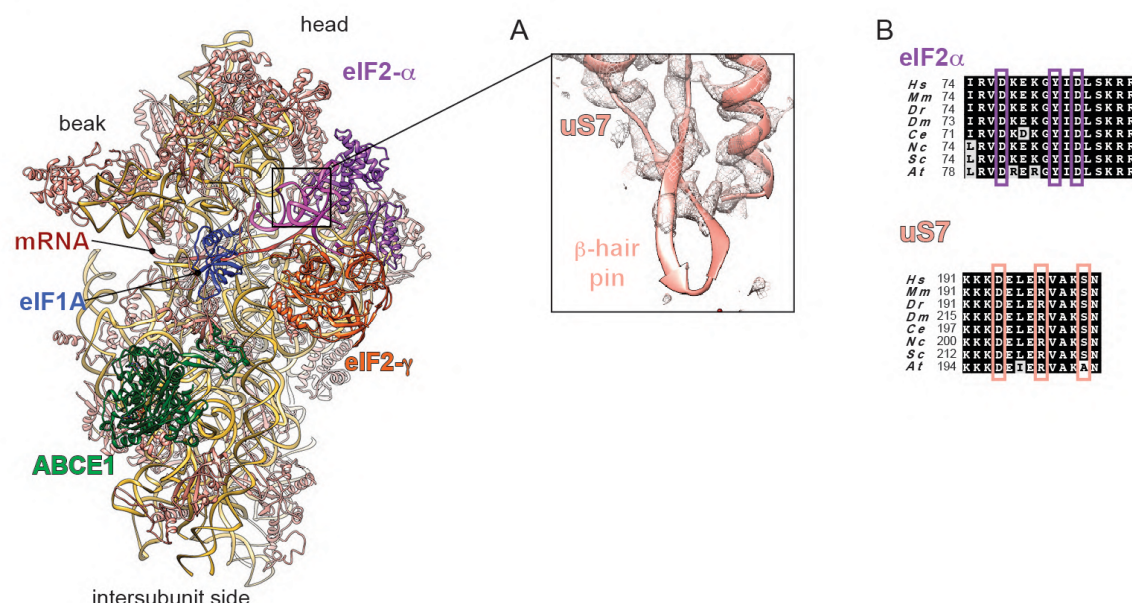 head
A
B
eIF2-α
eIF2α
Hs 74 IRVDKEKGYIDLSKRR
Mm 74 IRVDKEKGYIDLSKRR
Dr 74 IRVDKEKGYIDLSKRR
Dm 73 IRVDKEKGYIDLSKRR
Ce 71 IRVDKDKGYIDLSKRR
Nc 74 LRVDKEKGYIDLSKRR
Sc 74 LRVDKEKGYIDLSKRR
At 78 LRVDRERGYIDLSKRR
beak
uS7
β-hair
pin
mRNA
eIF1A
eIF2-γ
ABCE1
intersubunit side
uS7
Hs 191 KKKDELERVAKSN
Mm 191 KKKDELERVAKSN
Dr 191 KKKDELERVAKSN
Dm 215 KKKDELERVAKSN
Ce 197 KKKDELERVAKSN
Nc 200 KKKDELERVAKSN
Sc 212 KKKDELERVAKSN
At 194 KKKDEIERVAKAN